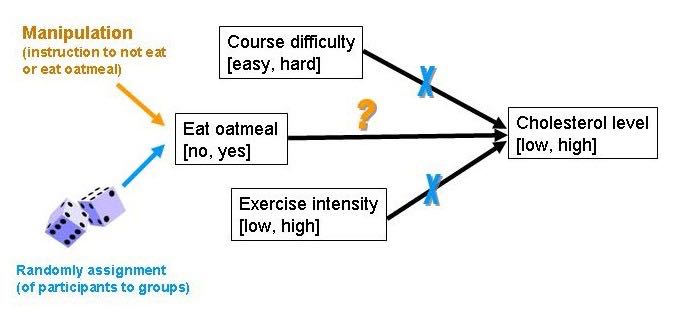 Manipulation
(instruction to not eat
or eat oatmeal)
Course difficulty
[easy, hard]
X
?
Eat oatmeal
[no, yes]
Cholesterol level
[low, high]
X
Exercise intensity
[low, high]
Randomly assignment
(of participants to groups)